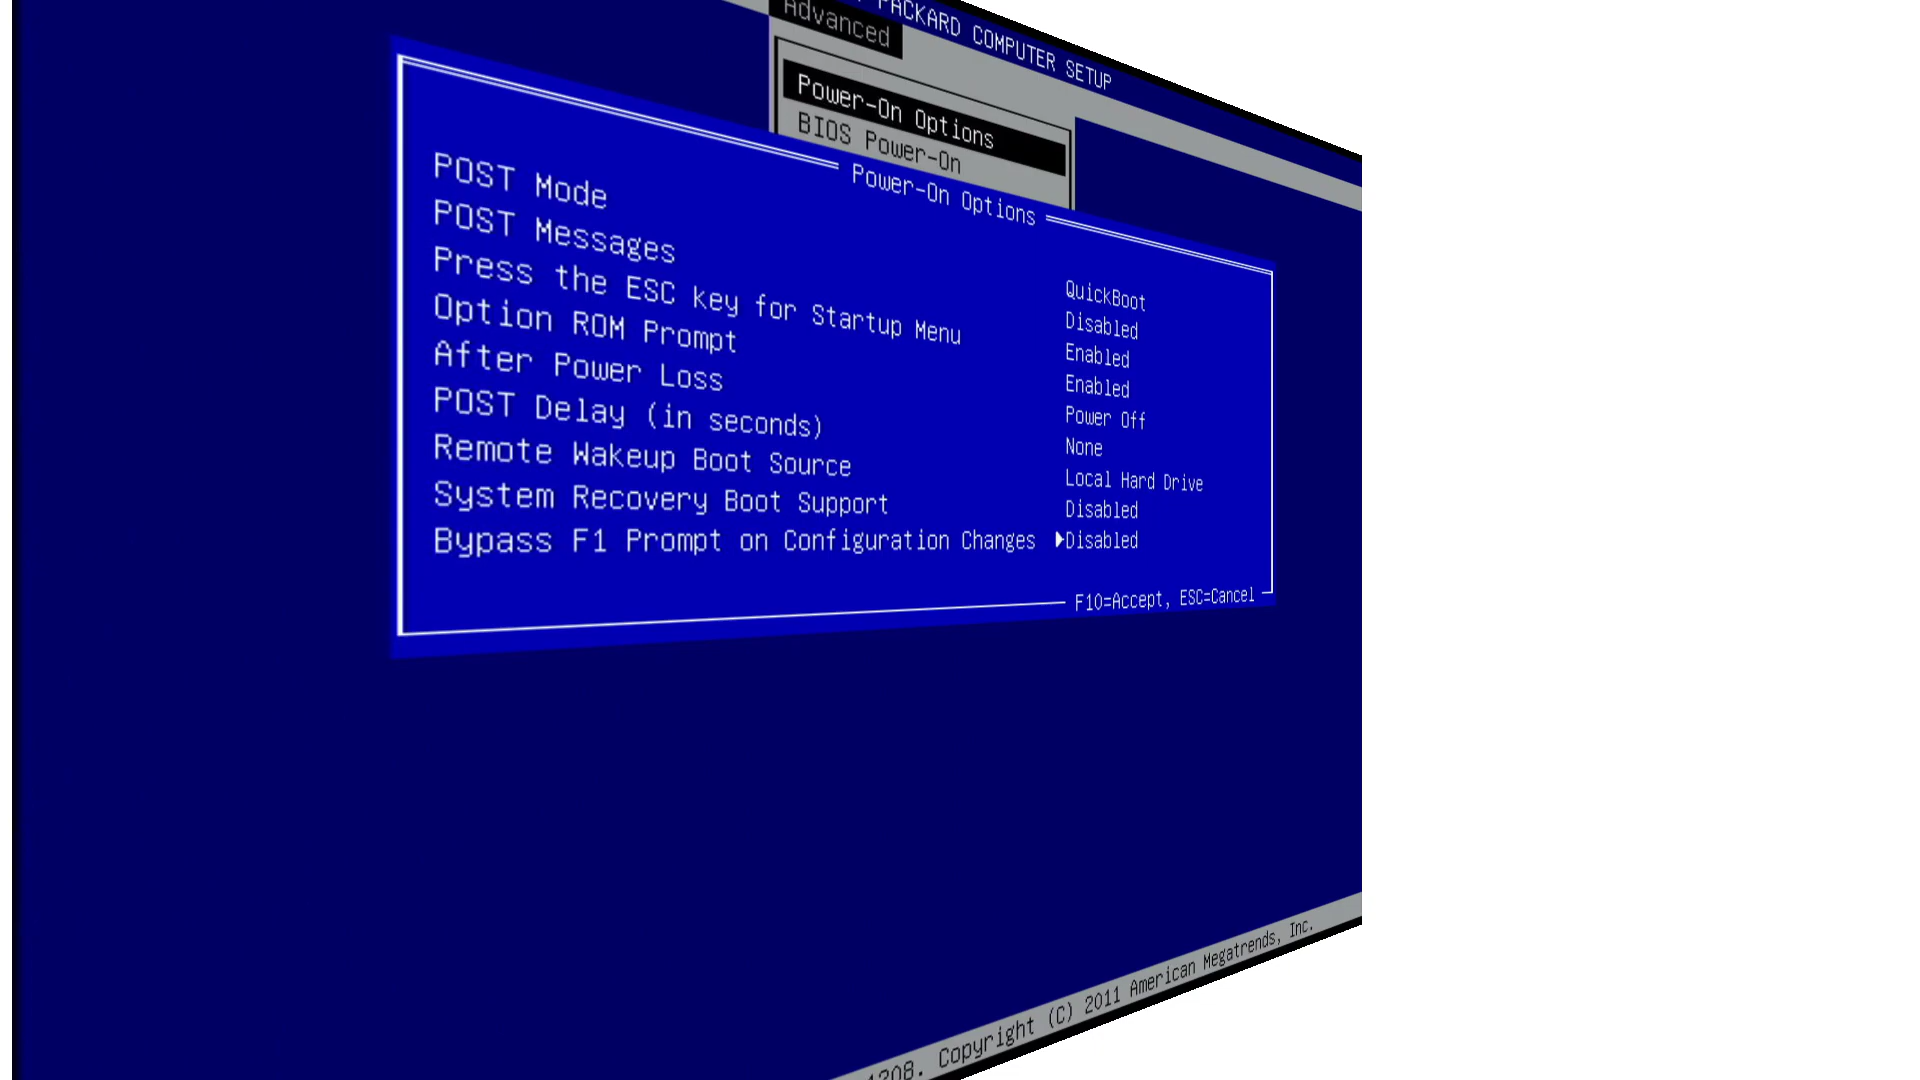 PACKARD COMPUTER SETUP
Advanced
Power-On Options
BIOS Power-On
Power-On Options
POST Mode QuickBoot
POST Messages Disabled
Press the ESC key for Startup Menu Enabled
Option ROM Prompt Enabled
After Power Loss Power Off
POST Delay (in seconds) None
Remote Wakeup Boot Source Local Hard Drive
System Recovery Boot Support Disabled
Bypass F1 Prompt on Configuration Changes ▶Disabled
F10=Accept, ESC=Cancel
Copyright (C) 2011 American Megatrends, Inc.